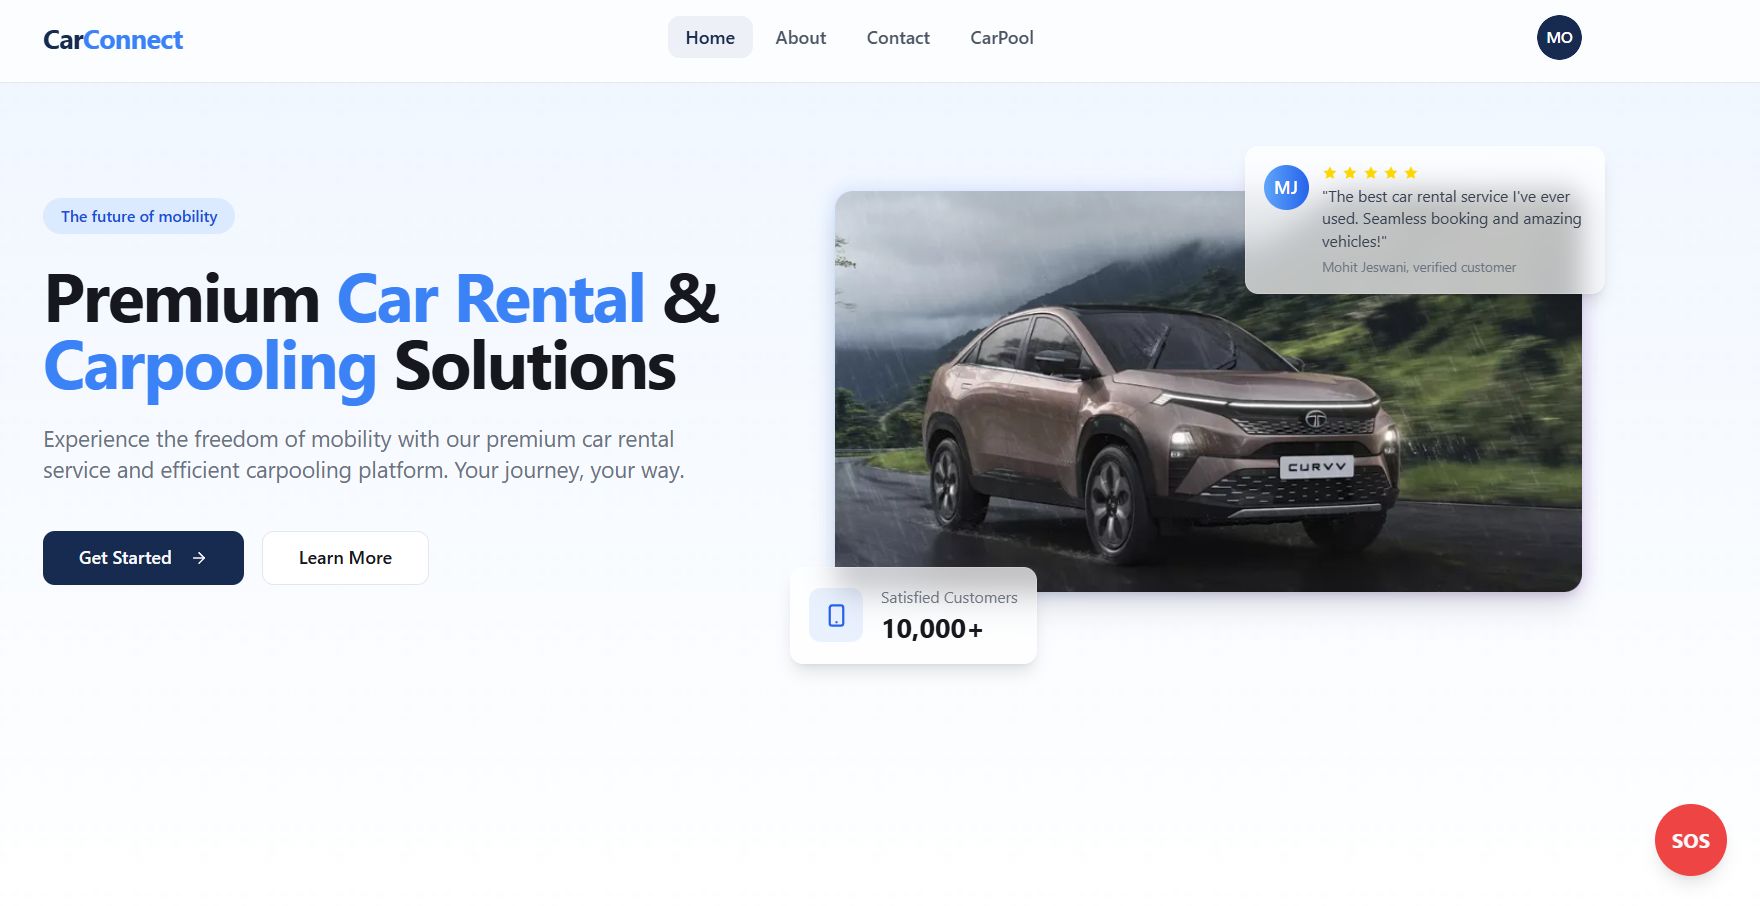 CarConnect
Home About Contact CarPool
MO
The future of mobility
Premium Car Rental &
Carpooling Solutions
Experience the freedom of mobility with our premium car rental
service and efficient carpooling platform. Your journey, your way.
Get Started →
Learn More
MJ
"The best car rental service I've ever
used. Seamless booking and amazing
vehicles!"
Mohit Jeswani, verified customer
CURVV
Satisfied Customers
10,000+
SOS